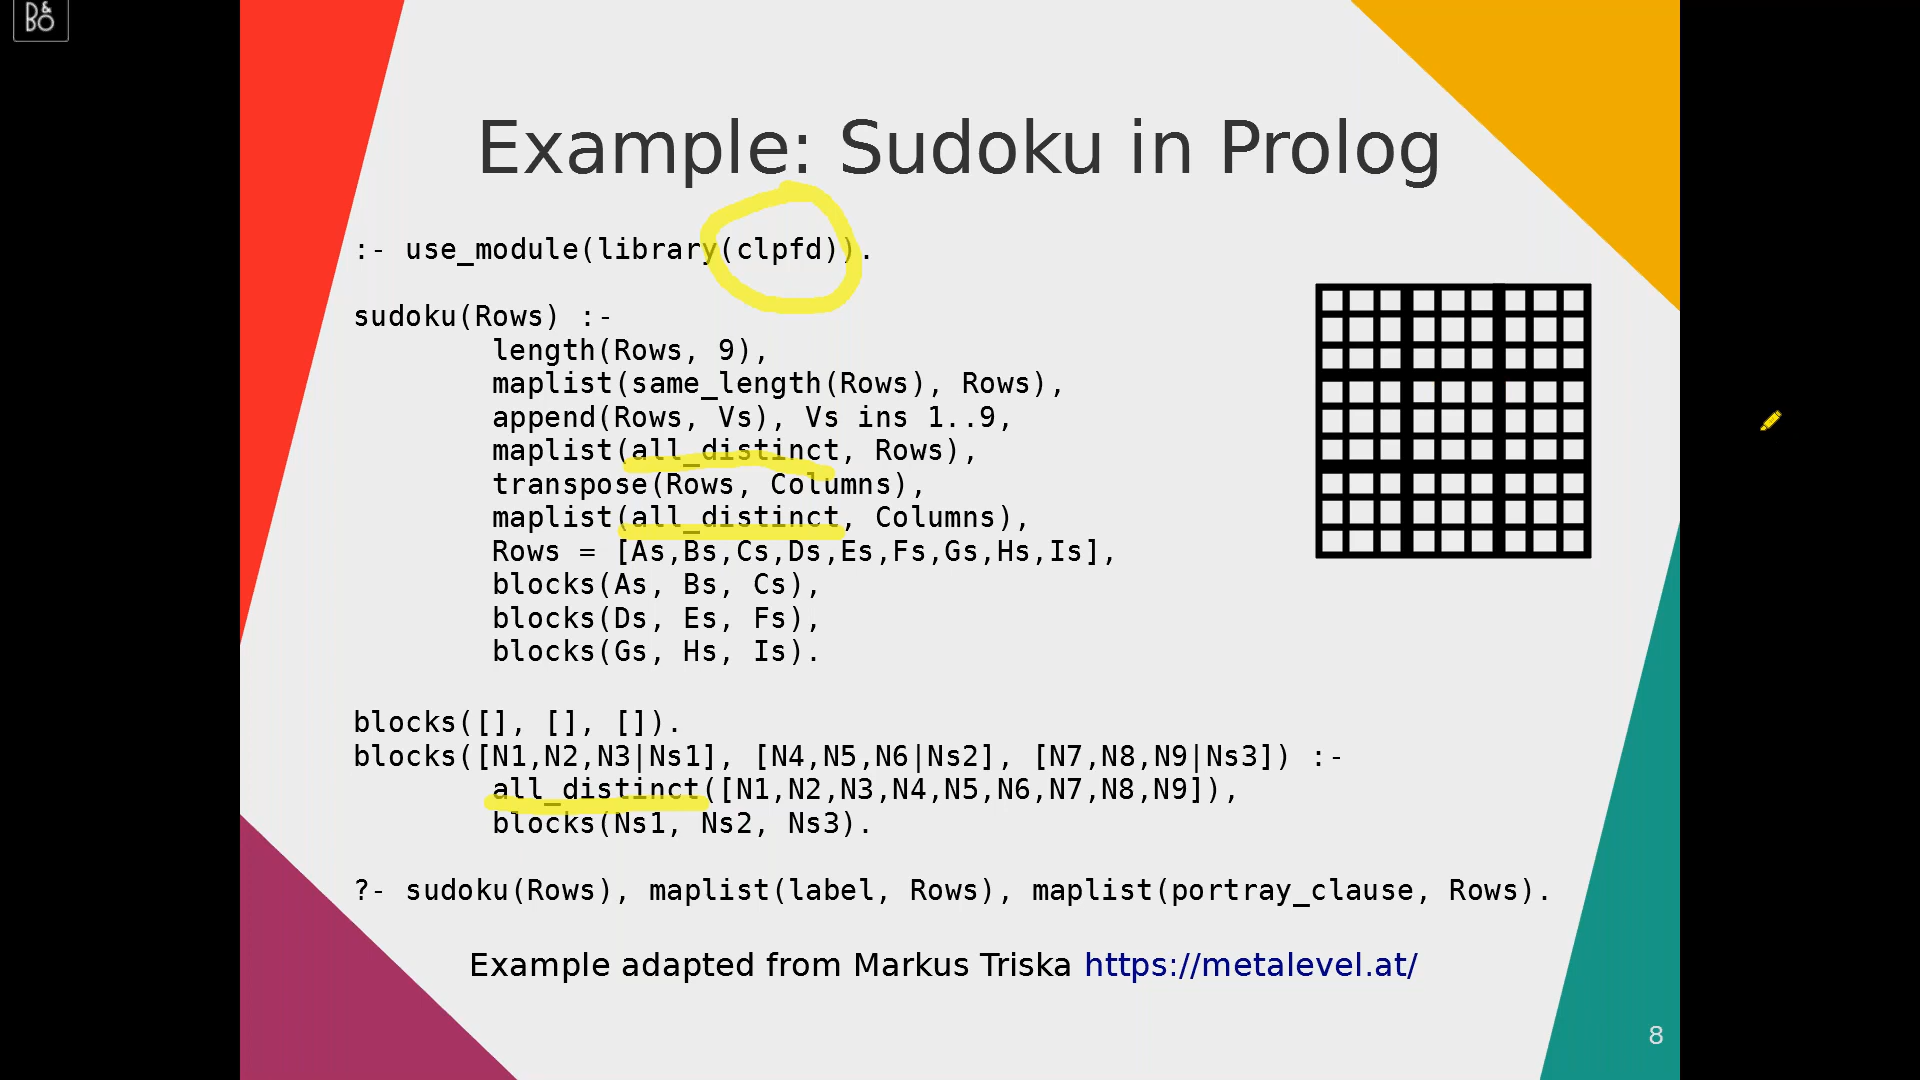 B&O
Example: Sudoku in Prolog
:- use_module(library(clpfd)).
sudoku(Rows) :-
        length(Rows, 9),
        maplist(same_length(Rows), Rows),
        append(Rows, Vs), Vs ins 1..9,
        maplist(all_distinct, Rows),
        transpose(Rows, Columns),
        maplist(all_distinct, Columns),
        Rows = [As,Bs,Cs,Ds,Es,Fs,Gs,Hs,Is],
        blocks(As, Bs, Cs),
        blocks(Ds, Es, Fs),
        blocks(Gs, Hs, Is).
blocks([], [], []).
blocks([N1,N2,N3|Ns1], [N4,N5,N6|Ns2], [N7,N8,N9|Ns3]) :-
        all_distinct([N1,N2,N3,N4,N5,N6,N7,N8,N9]),
        blocks(Ns1, Ns2, Ns3).
?- sudoku(Rows), maplist(label, Rows), maplist(portray_clause, Rows).
Example adapted from Markus Triska https://metalevel.at/
8